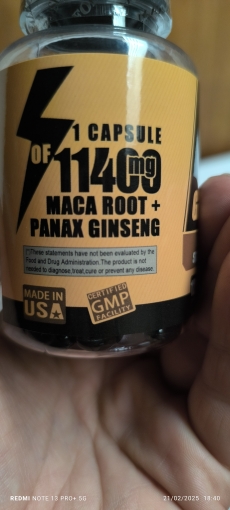 1 CAPSULE
OF 11400mg
MACA ROOT +
PANAX GINSENG
*These statements have not been evaluated by the
Food and Drug Administration.The product is not
needed to diagnose,treat,cure or prevent any disease.
MADE IN
USA
CERTIFIED
GMP
FACILITY
REDMI NOTE 13 PRO+ 5G
21/02/2025 18:40